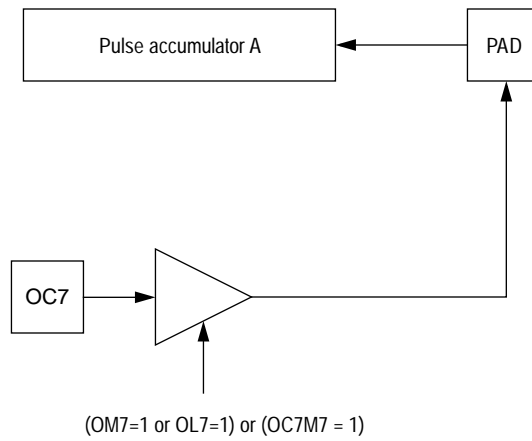 Pulse accumulator A
PAD
OC7
(OM7=1 or OL7=1) or (OC7M7 = 1)